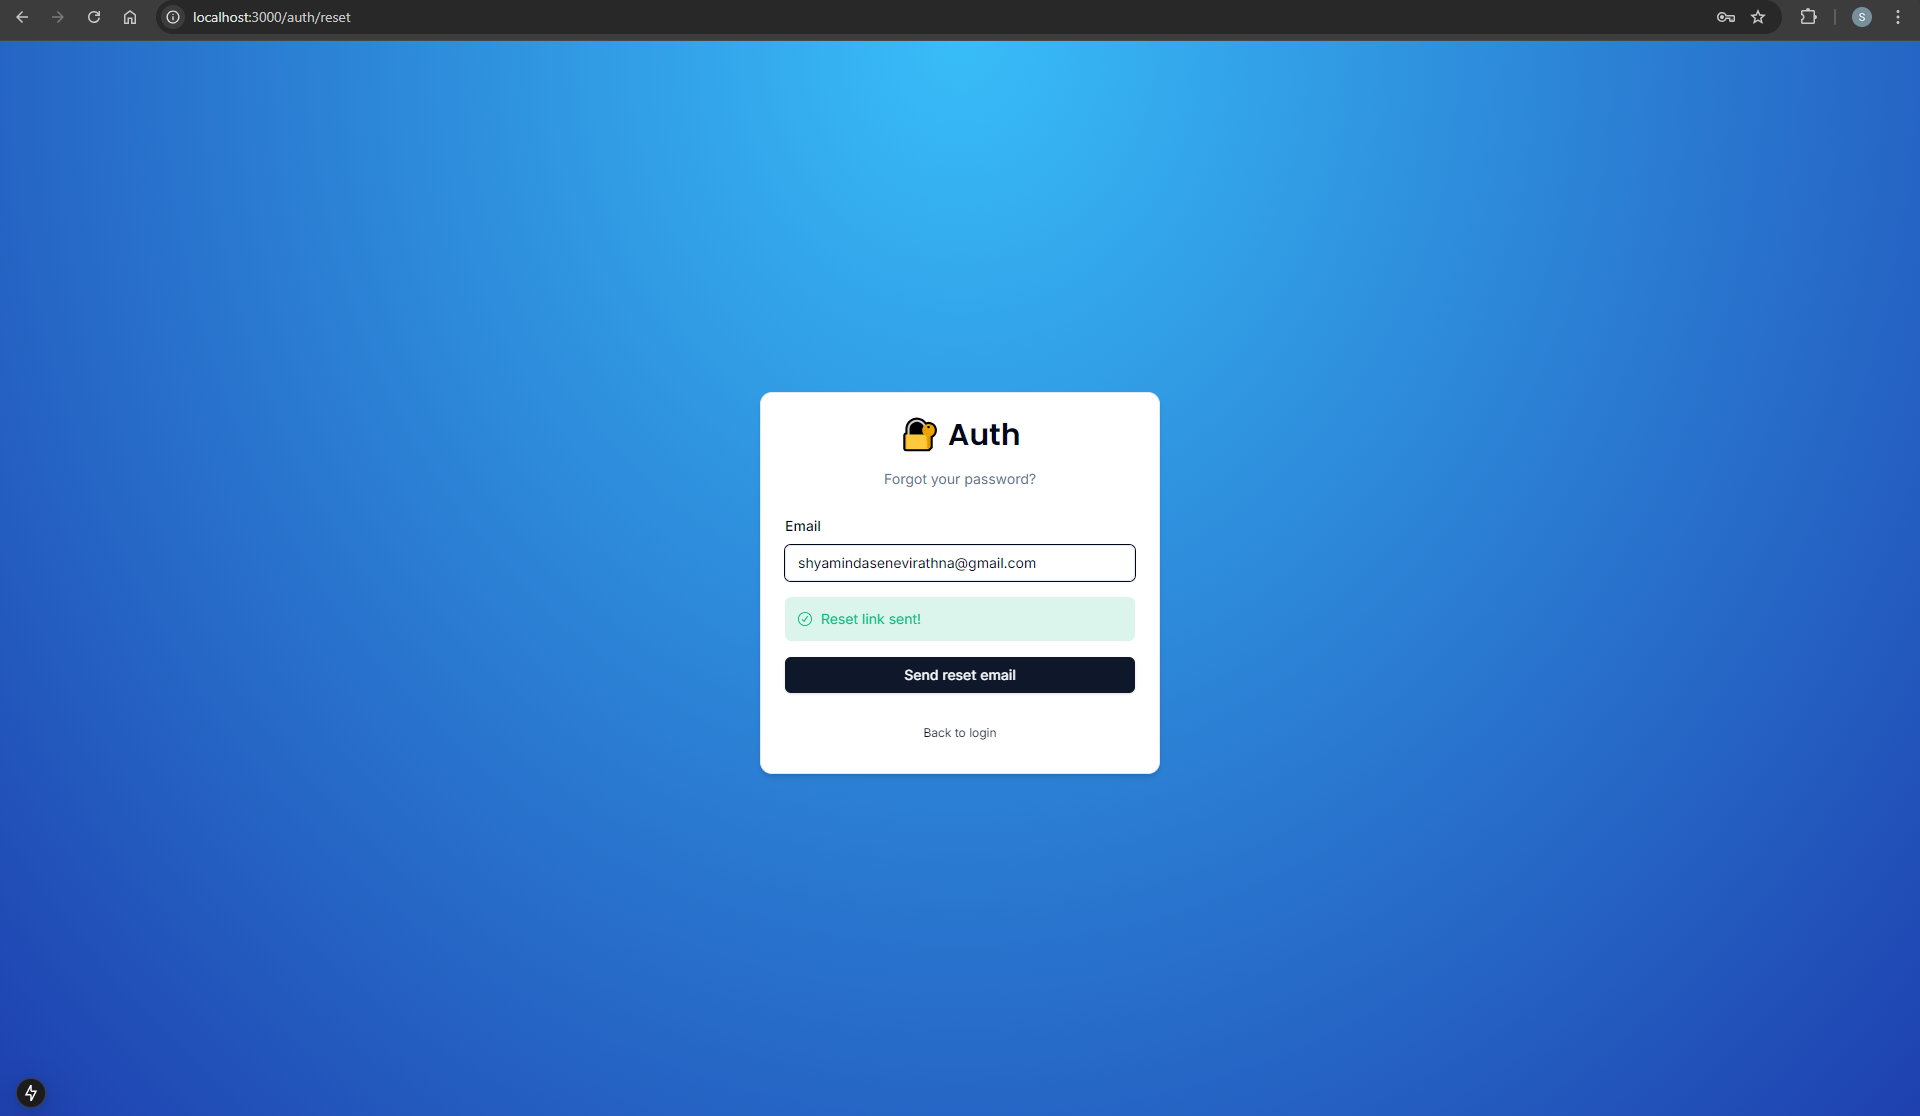 localhost:3000/auth/reset
S
Auth
Forgot your password?
Email
shyamindasenevirathna@gmail.com
Reset link sent!
Send reset email
Back to login